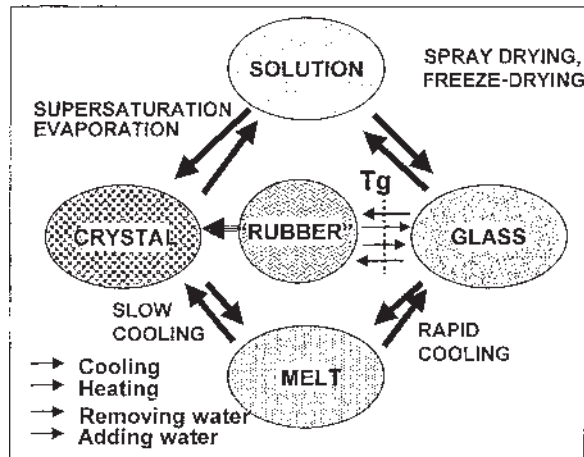 SOLUTION
SPRAY DRYING,
FREEZE-DRYING
SUPERSATURATION
EVAPORATION
Tg
CRYSTAL
"RUBBER"
GLASS
SLOW
COOLING
RAPID
COOLING
MELT
Cooling
Heating
Removing water
Adding water